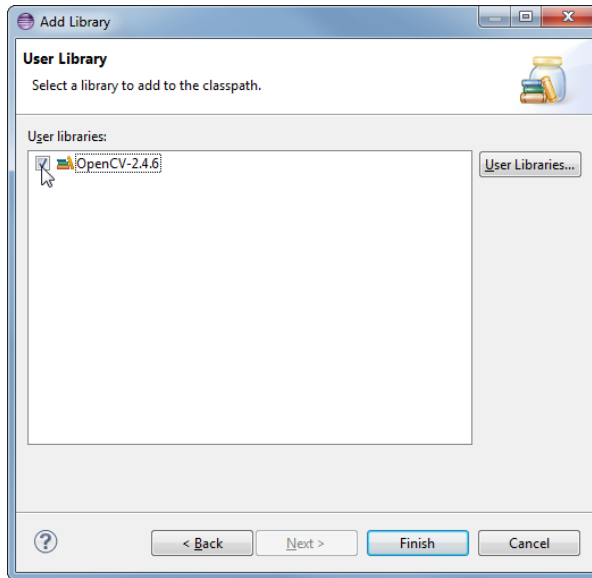 Add Library
User Library
Select a library to add to the classpath.
User libraries:
OpenCV-2.4.6
User Libraries...
?
< Back
Next >
Finish
Cancel